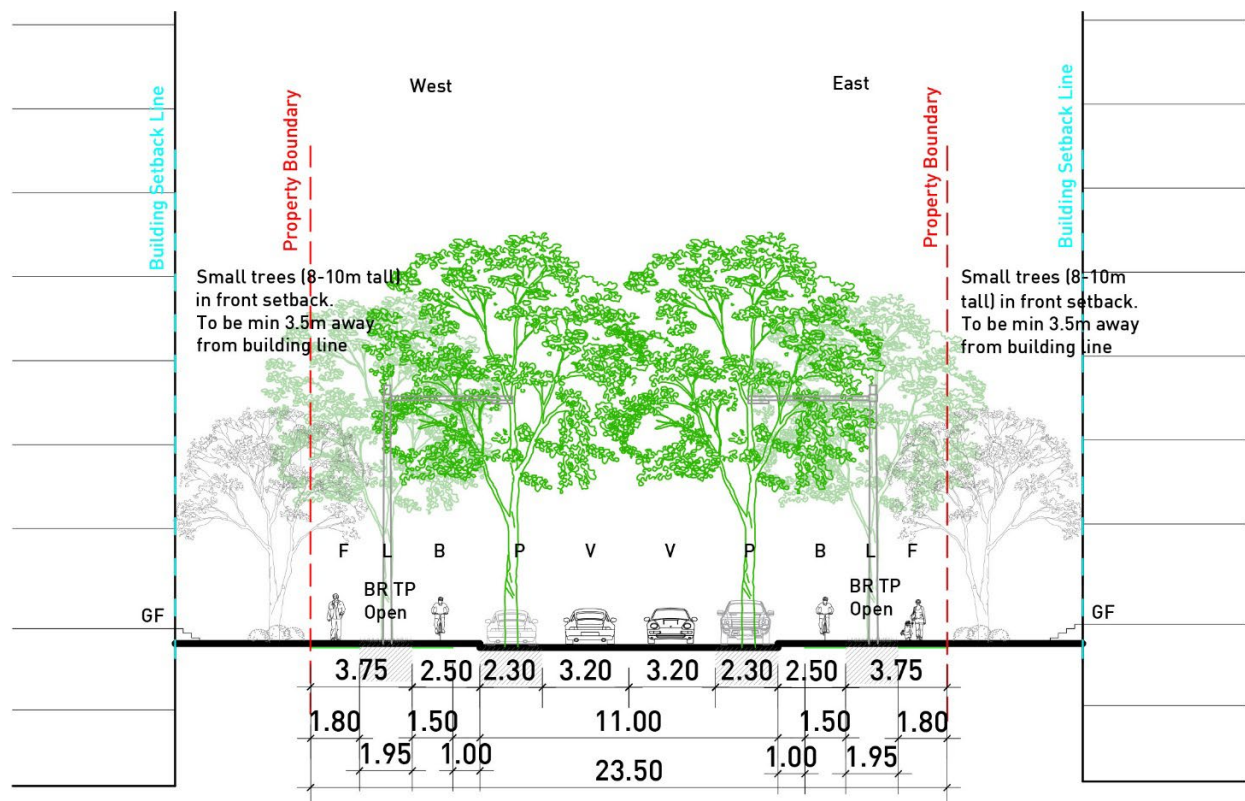 West
East
Building Setback Line
Property Boundary
Property Boundary
Building Setback Line
Small trees (8-10m tall)
in front setback.
To be min 3.5m away
from building line
Small trees (8-10m
tall) in front setback.
To be min 3.5m away
from building line
F L B P V V P B L F
BR TP
Open
BR TP
Open
GF
GF
3.75 2.50 2.30 3.20 3.20 2.30 2.50 3.75
1.80 1.50 11.00 1.50 1.80
1.95 1.00 1.00 1.95
23.50